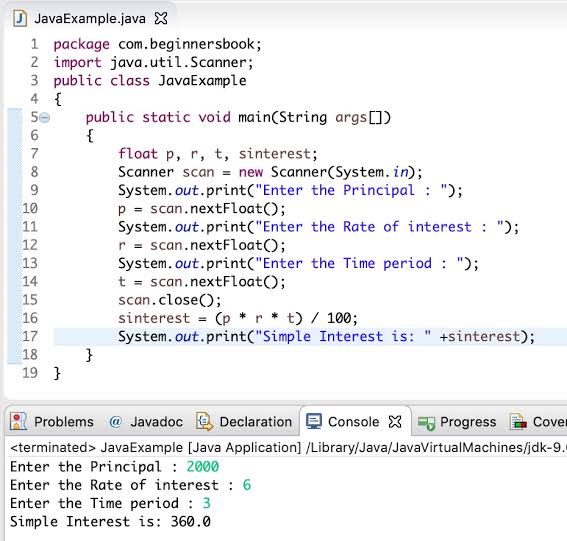 JavaExample.java
1 package com.beginnersbook;
2 import java.util.Scanner;
3 public class JavaExample
4 {
5 public static void main(String args[])
6 {
7 float p, r, t, sinterest;
8 Scanner scan = new Scanner(System.in);
9 System.out.print("Enter the Principal : ");
10 p = scan.nextFloat();
11 System.out.print("Enter the Rate of interest : ");
12 r = scan.nextFloat();
13 System.out.print("Enter the Time period : ");
14 t = scan.nextFloat();
15 scan.close();
16 sinterest = (p * r * t) / 100;
17 System.out.print("Simple Interest is: " +sinterest);
18 }
19 }
Problems @ Javadoc Declaration Console Progress Cover
<terminated> JavaExample [Java Application] /Library/Java/JavaVirtualMachines/jdk-9.
Enter the Principal : 2000
Enter the Rate of interest : 6
Enter the Time period : 3
Simple Interest is: 360.0